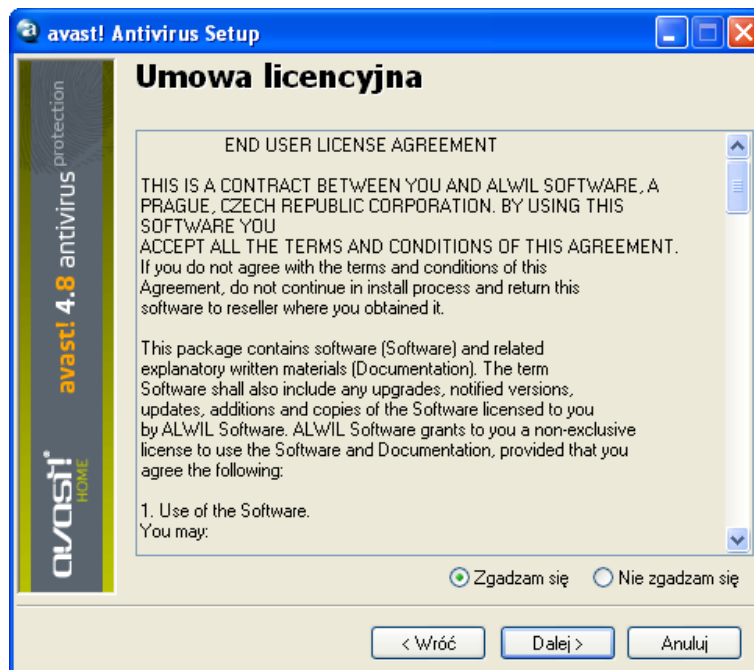 avast! Antivirus Setup
Umowa licencyjna
END USER LICENSE AGREEMENT
THIS IS A CONTRACT BETWEEN YOU AND ALWIL SOFTWARE, A
PRAGUE, CZECH REPUBLIC CORPORATION. BY USING THIS
SOFTWARE YOU
ACCEPT ALL THE TERMS AND CONDITIONS OF THIS AGREEMENT.
If you do not agree with the terms and conditions of this
Agreement, do not continue in install process and return this
software to reseller where you obtained it.
This package contains software (Software) and related
explanatory written materials (Documentation). The term
Software shall also include any upgrades, notified versions,
updates, additions and copies of the Software licensed to you
by ALWIL Software. ALWIL Software grants to you a non-exclusive
license to use the Software and Documentation, provided that you
agree the following:
1. Use of the Software.
You may:
avast! 4.8 antivirus protection
avast!
HOME
Zgadzam się
Nie zgadzam się
< Wróć
Dalej >
Anuluj